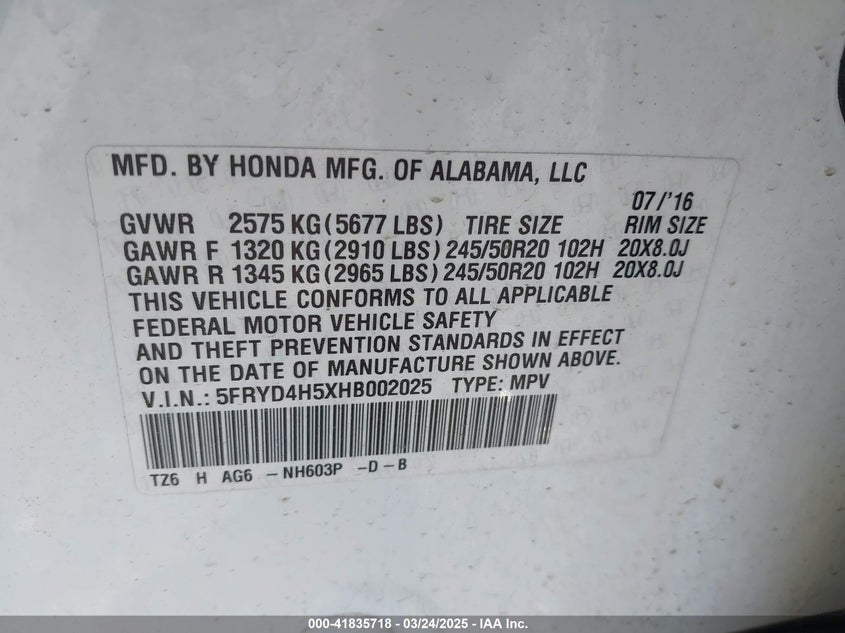 MFD. BY HONDA MFG. OF ALABAMA, LLC
07/'16
GVWR 2575 KG (5677 LBS) TIRE SIZE RIM SIZE
GAWR F 1320 KG (2910 LBS) 245/50R20 102H 20X8.0J
GAWR R 1345 KG (2965 LBS) 245/50R20 102H 20X8.0J
THIS VEHICLE CONFORMS TO ALL APPLICABLE
FEDERAL MOTOR VEHICLE SAFETY
AND THEFT PREVENTION STANDARDS IN EFFECT
ON THE DATE OF MANUFACTURE SHOWN ABOVE.
V.I.N.: 5FRYD4H5XHB002025 TYPE: MPV
TZ6 H AG6 – NH603P –D – B
000-41835718 - 03/24/2025 - IAA Inc.